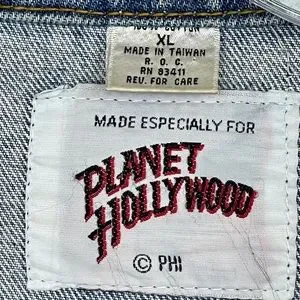 XL
MADE IN TAIWAN
R. O. C.
RN 83411
REV. FOR CARE
MADE ESPECIALLY FOR
PLANET
HOLLYWOOD
© PHI